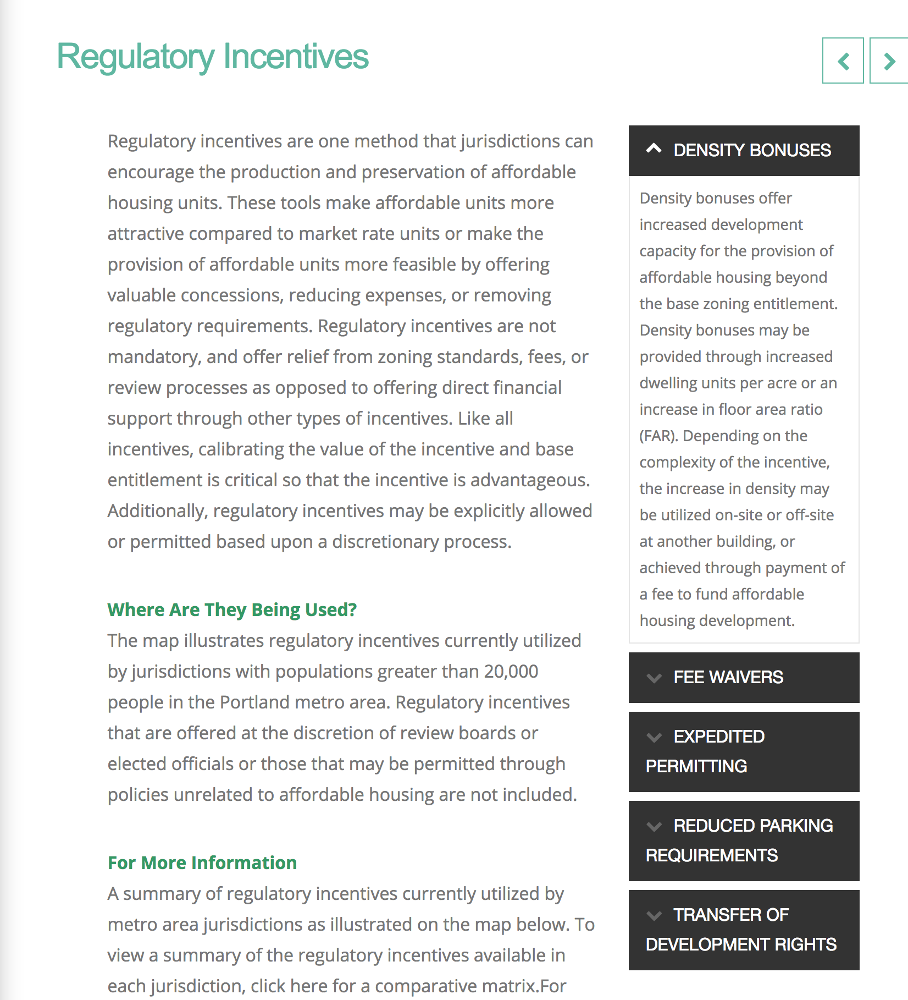 Regulatory Incentives
Regulatory incentives are one method that jurisdictions can
encourage the production and preservation of affordable
housing units. These tools make affordable units more
attractive compared to market rate units or make the
provision of affordable units more feasible by offering
valuable concessions, reducing expenses, or removing
regulatory requirements. Regulatory incentives are not
mandatory, and offer relief from zoning standards, fees, or
review processes as opposed to offering direct financial
support through other types of incentives. Like all
incentives, calibrating the value of the incentive and base
entitlement is critical so that the incentive is advantageous.
Additionally, regulatory incentives may be explicitly allowed
or permitted based upon a discretionary process.
Where Are They Being Used?
The map illustrates regulatory incentives currently utilized
by jurisdictions with populations greater than 20,000
people in the Portland metro area. Regulatory incentives
that are offered at the discretion of review boards or
elected officials or those that may be permitted through
policies unrelated to affordable housing are not included.
For More Information
A summary of regulatory incentives currently utilized by
metro area jurisdictions as illustrated on the map below. To
view a summary of the regulatory incentives available in
each jurisdiction, click here for a comparative matrix.For
DENSITY BONUSES
Density bonuses offer
increased development
capacity for the provision of
affordable housing beyond
the base zoning entitlement.
Density bonuses may be
provided through increased
dwelling units per acre or an
increase in floor area ratio
(FAR). Depending on the
complexity of the incentive,
the increase in density may
be utilized on-site or off-site
at another building, or
achieved through payment of
a fee to fund affordable
housing development.
FEE WAIVERS
EXPEDITED
PERMITTING
REDUCED PARKING
REQUIREMENTS
TRANSFER OF
DEVELOPMENT RIGHTS